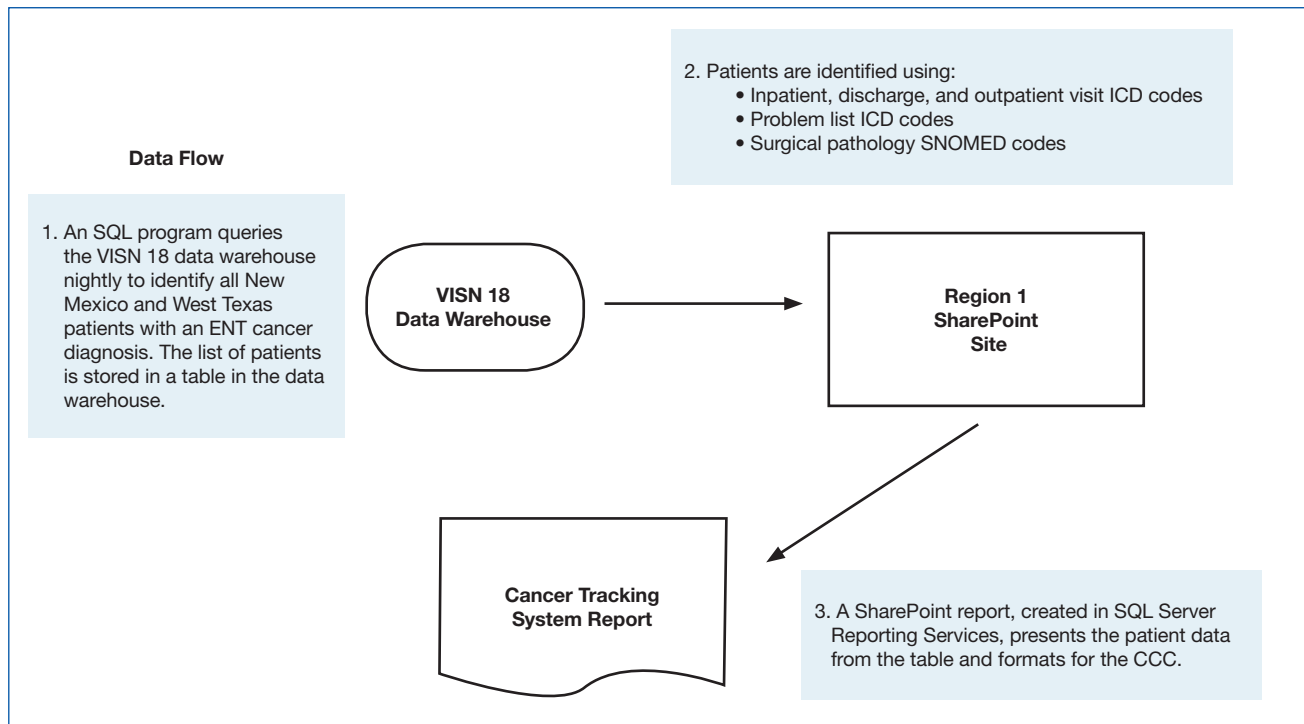 Data Flow
1. An SQL program queries
the VISN 18 data warehouse
nightly to identify all New
Mexico and West Texas
patients with an ENT cancer
diagnosis. The list of patients
is stored in a table in the data
warehouse.
2. Patients are identified using:
• Inpatient, discharge, and outpatient visit ICD codes
• Problem list ICD codes
• Surgical pathology SNOMED codes
VISN 18
Data Warehouse
Region 1
SharePoint
Site
Cancer Tracking
System Report
3. A SharePoint report, created in SQL Server
Reporting Services, presents the patient data
from the table and formats for the CCC.